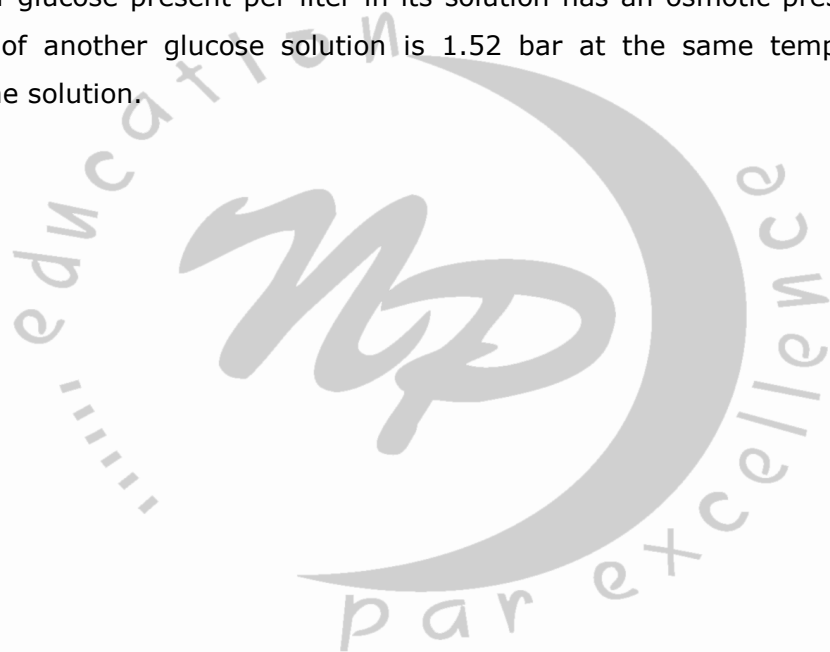 glucose present per liter in its solution has an osmotic pres
of another glucose solution is 1.52 bar at the same temp
e solution.
education
np
par excellence